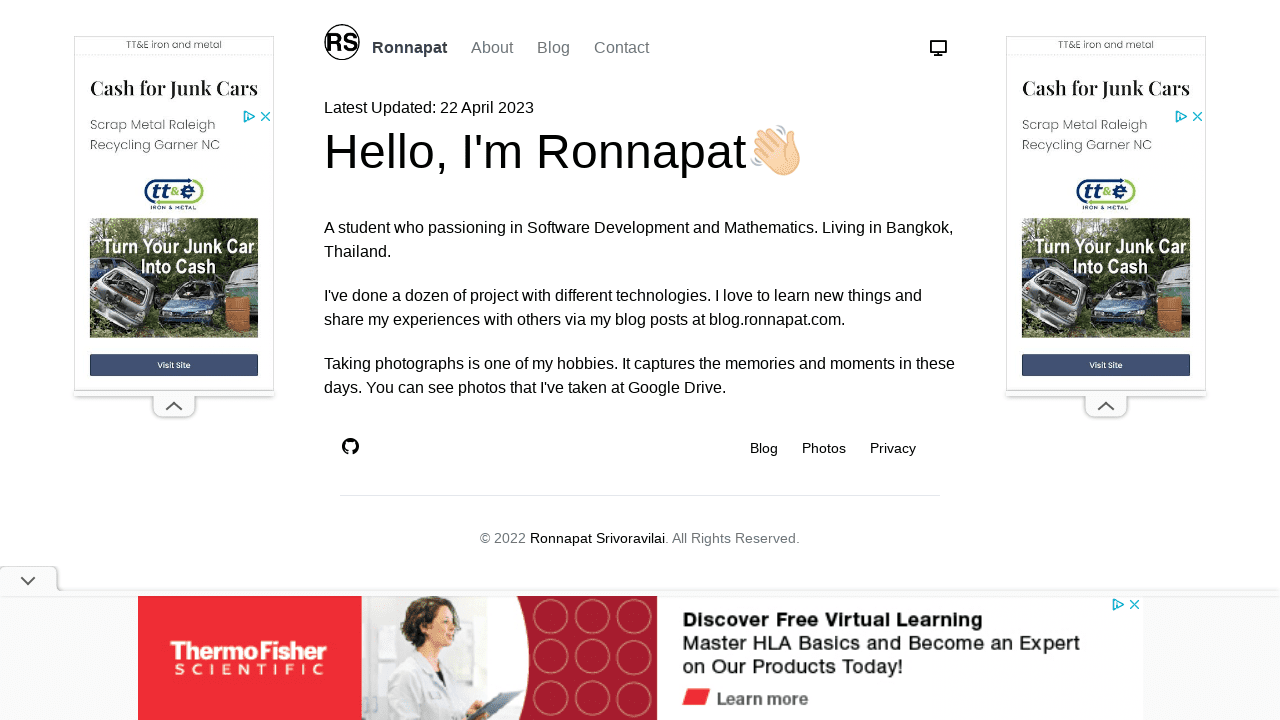 RS
Ronnapat About Blog Contact
Latest Updated: 22 April 2023
Hello, I'm Ronnapat
A student who passioning in Software Development and Mathematics. Living in Bangkok,
Thailand.
I've done a dozen of project with different technologies. I love to learn new things and
share my experiences with others via my blog posts at blog.ronnapat.com.
Taking photographs is one of my hobbies. It captures the memories and moments in these
days. You can see photos that I've taken at Google Drive.
Blog Photos Privacy
© 2022 Ronnapat Srivoravilai. All Rights Reserved.
TT&E iron and metal
Cash for Junk Cars
Scrap Metal Raleigh
Recycling Garner NC
tt&e
IRON & METAL
Turn Your Junk Car
Into Cash
Visit Site
TT&E iron and metal
Cash for Junk Cars
Scrap Metal Raleigh
Recycling Garner NC
tt&e
IRON & METAL
Turn Your Junk Car
Into Cash
Visit Site
ThermoFisher
SCIENTIFIC
Discover Free Virtual Learning
Master HLA Basics and Become an Expert
on Our Products Today!
Learn more